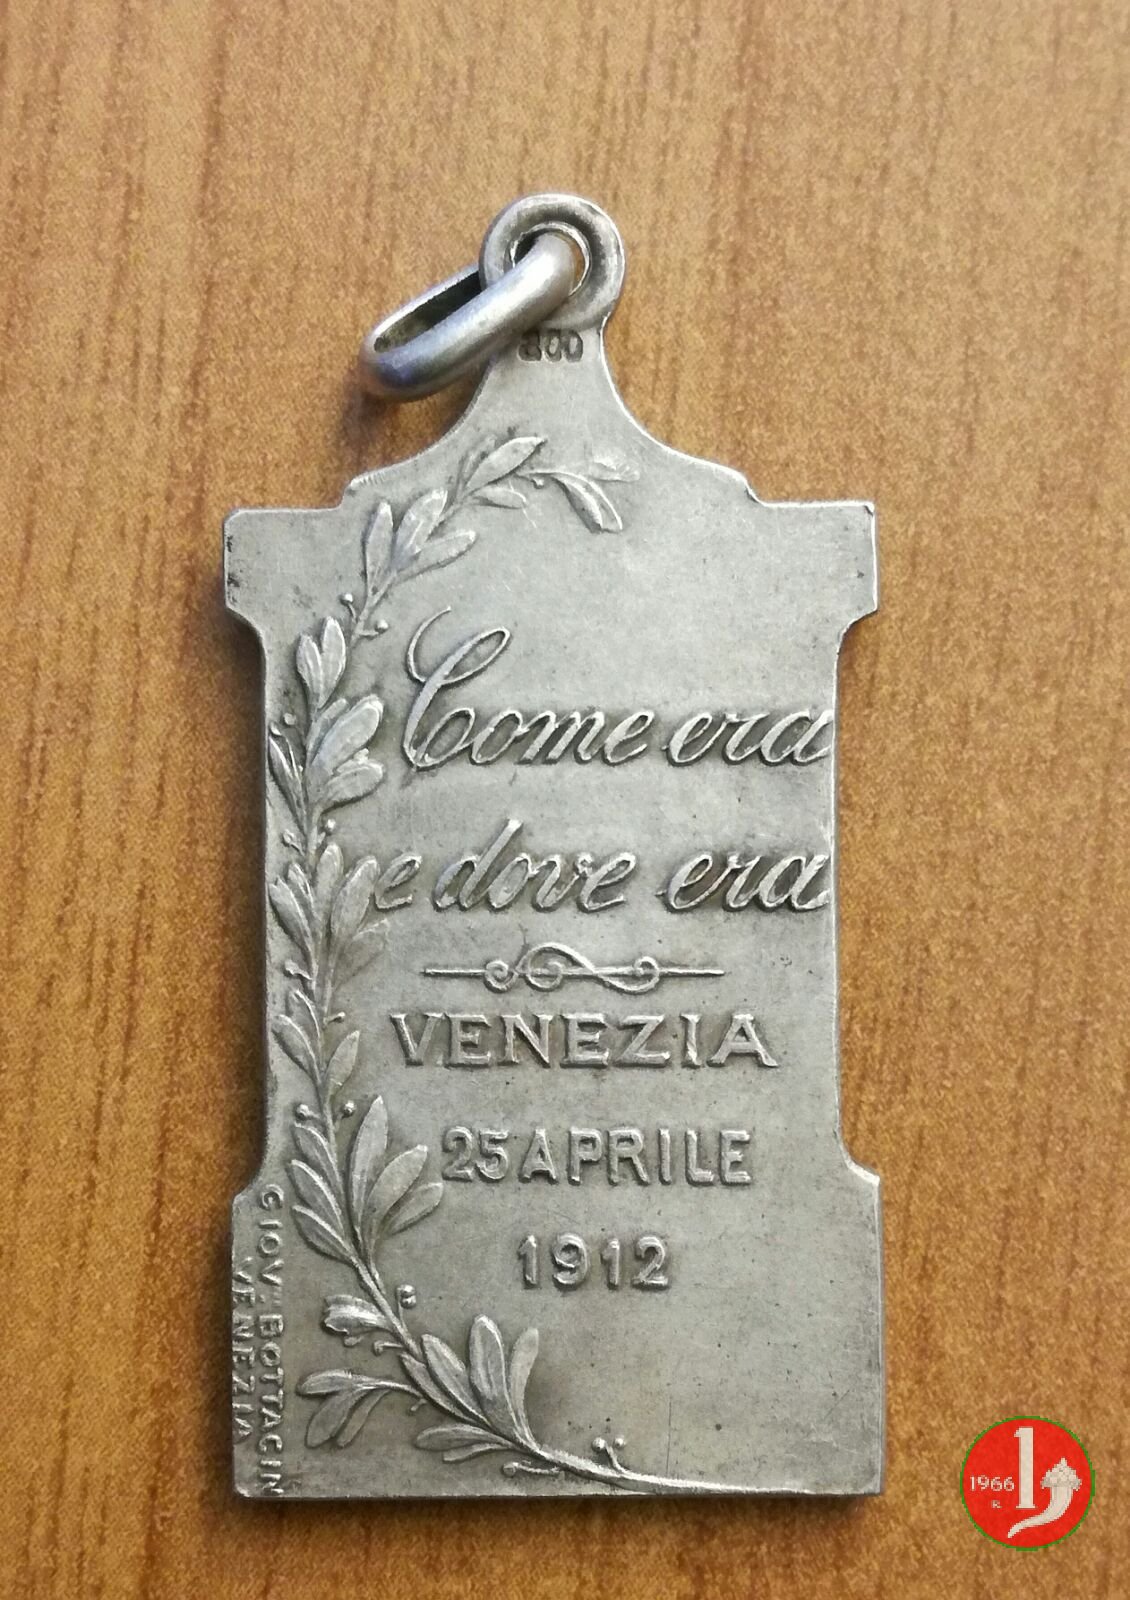 800
Come era
e dove era
VENEZIA
25 APRILE
1912
GIOV. BOTTACIN
VENEZIA
1966
R